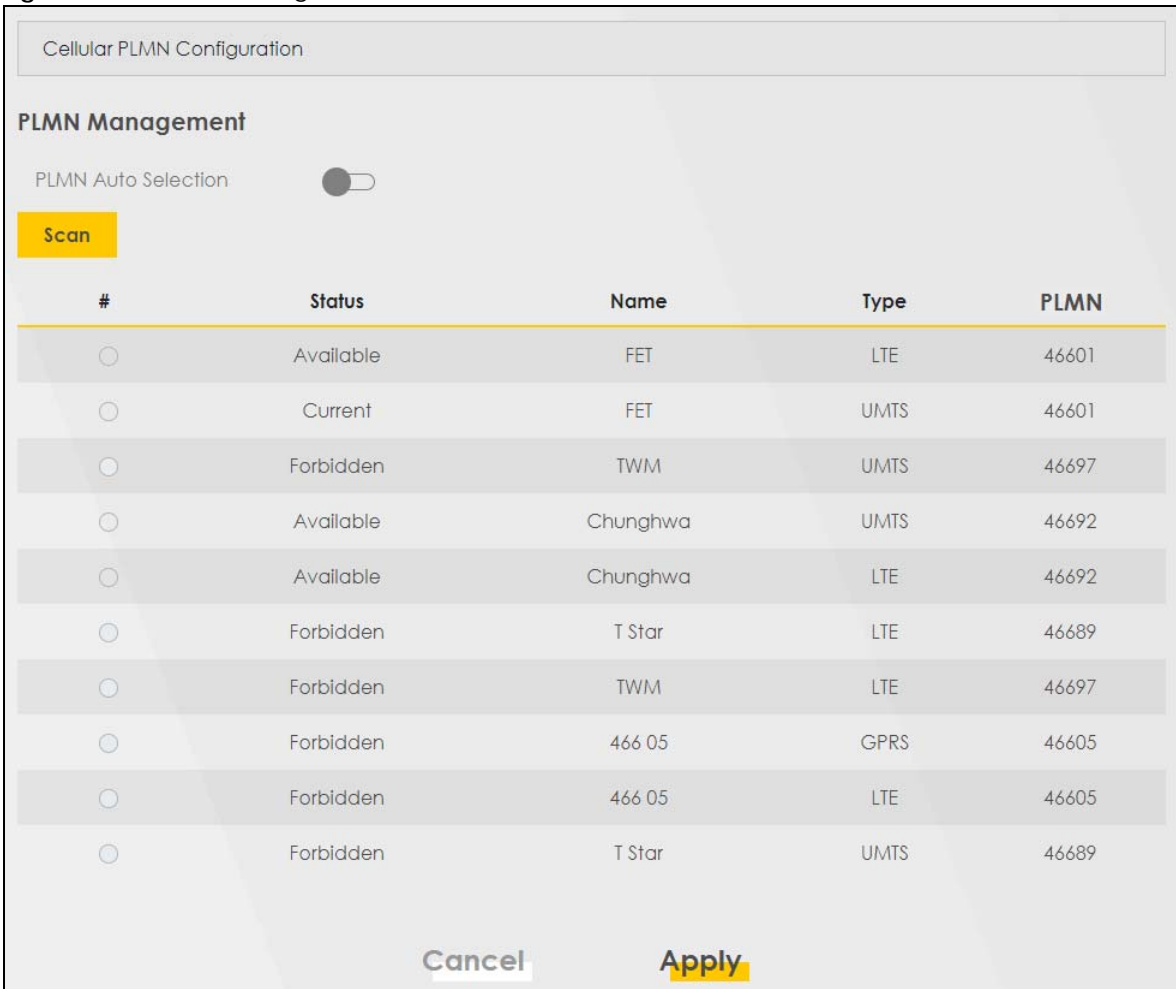 Cellular PLMN Configuration
PLMN Management
PLMN Auto Selection
Scan
# Status Name Type PLMN
Available FET LTE 46601
Current FET UMTS 46601
Forbidden TWM UMTS 46697
Available Chunghwa UMTS 46692
Available Chunghwa LTE 46692
Forbidden T Star LTE 46689
Forbidden TWM LTE 46697
Forbidden 466 05 GPRS 46605
Forbidden 466 05 LTE 46605
Forbidden T Star UMTS 46689
Cancel Apply